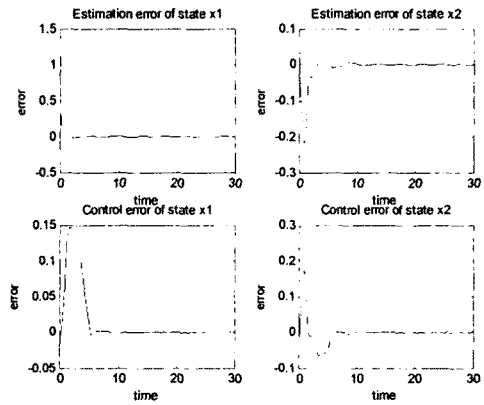 Estimation error of state x1
Estimation error of state x2
1.5
1
0.5
0
-0.5
error
0 10 20 30
time
0.1
0
-0.1
-0.2
-0.3
error
0 10 20 30
time
Control error of state x1
Control error of state x2
0.15
0.1
0.05
0
-0.05
error
0 10 20 30
time
0.3
0.2
0.1
0
-0.1
error
0 10 20 30
time